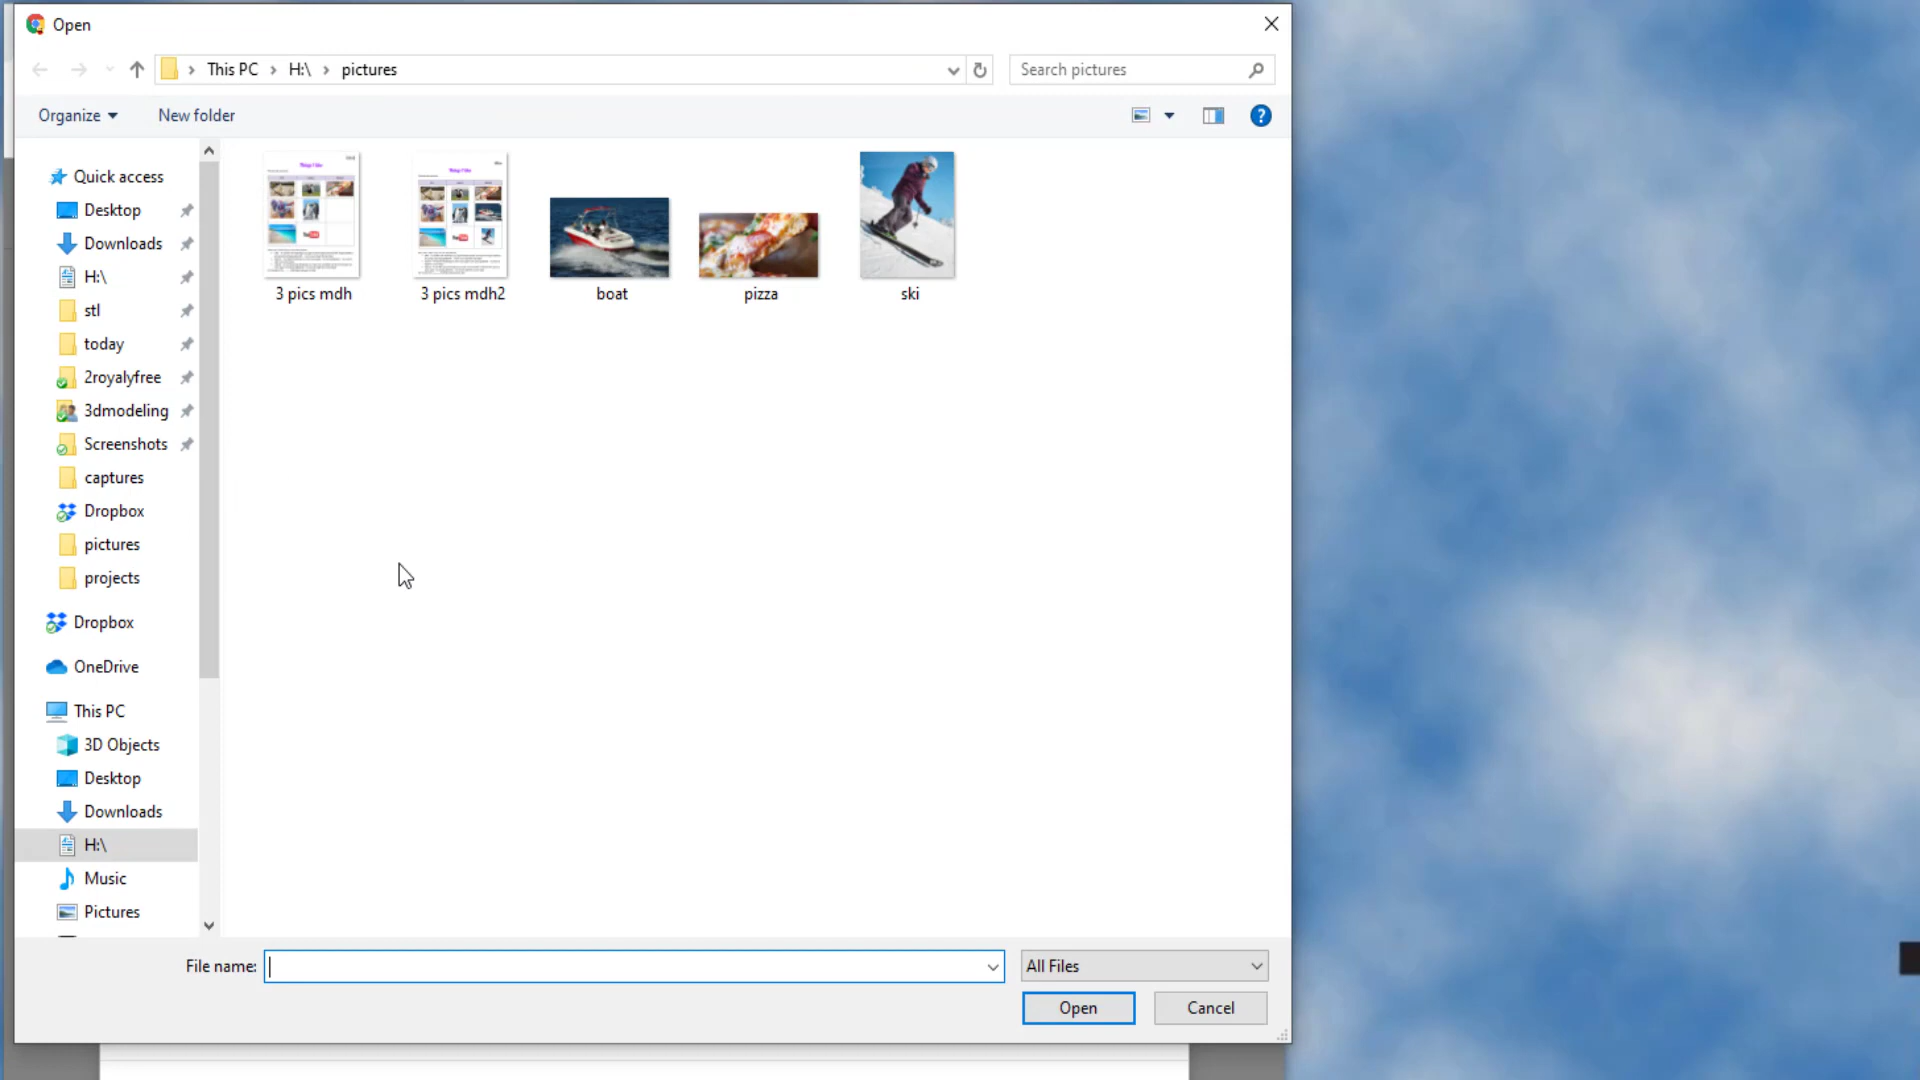 Open
This PC > H:\ > pictures
Search pictures
Organize
New folder
?
Quick access
Desktop
Downloads
H:\
stl
today
2royalyfree
3dmodeling
Screenshots
captures
Dropbox
pictures
projects
Dropbox
OneDrive
This PC
3D Objects
Desktop
Downloads
H:\
Music
Pictures
3 pics mdh
3 pics mdh2
boat
pizza
ski
File name:
All Files
Open
Cancel